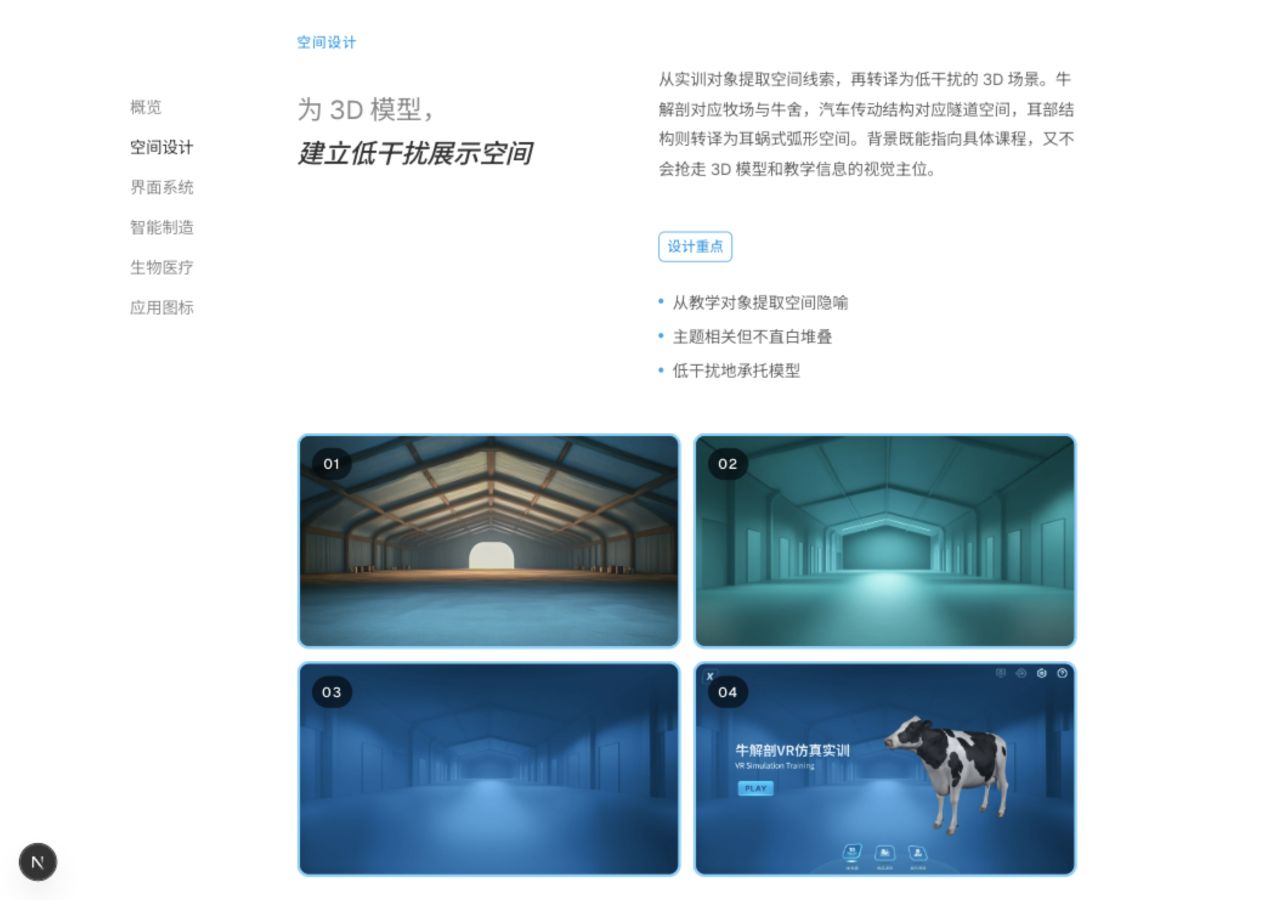 空间设计
概览
空间设计
界面系统
智能制造
生物医疗
应用图标
为 3D 模型，
建立低干扰展示空间
从实训对象提取空间线索，再转译为低干扰的 3D 场景。牛
解剖对应牧场与牛舍，汽车传动结构对应隧道空间，耳部结
构则转译为耳蜗式弧形空间。背景既能指向具体课程，又不
会抢走 3D 模型和教学信息的视觉主位。
设计重点
从教学对象提取空间隐喻
主题相关但不直白堆叠
低干扰地承托模型
01
02
03
04
X
牛解剖VR仿真实训
VR Simulation Training
PLAY
N